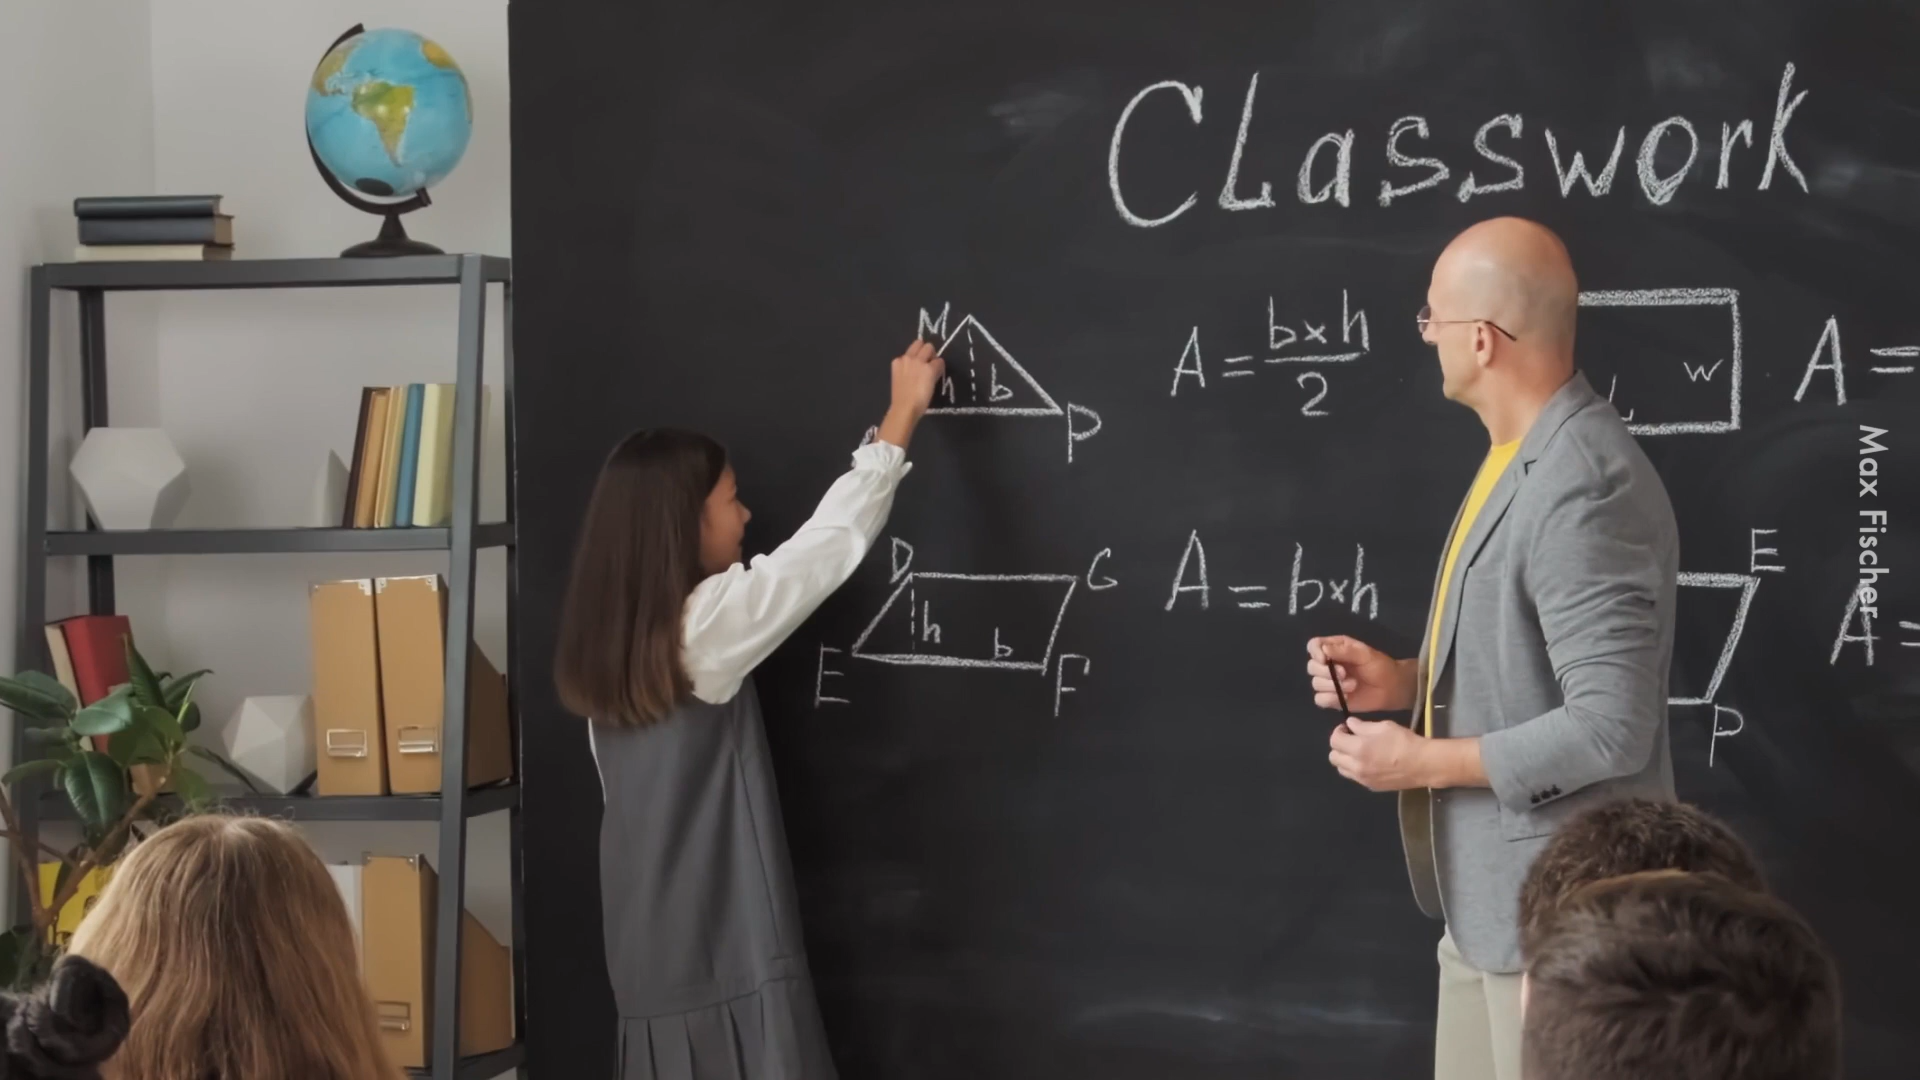 Classwork
M
h b
P
A = b×h
2
L
w
A =
D
G
h
b
E
F
A = b×h
E
P
A =
Max Fischer